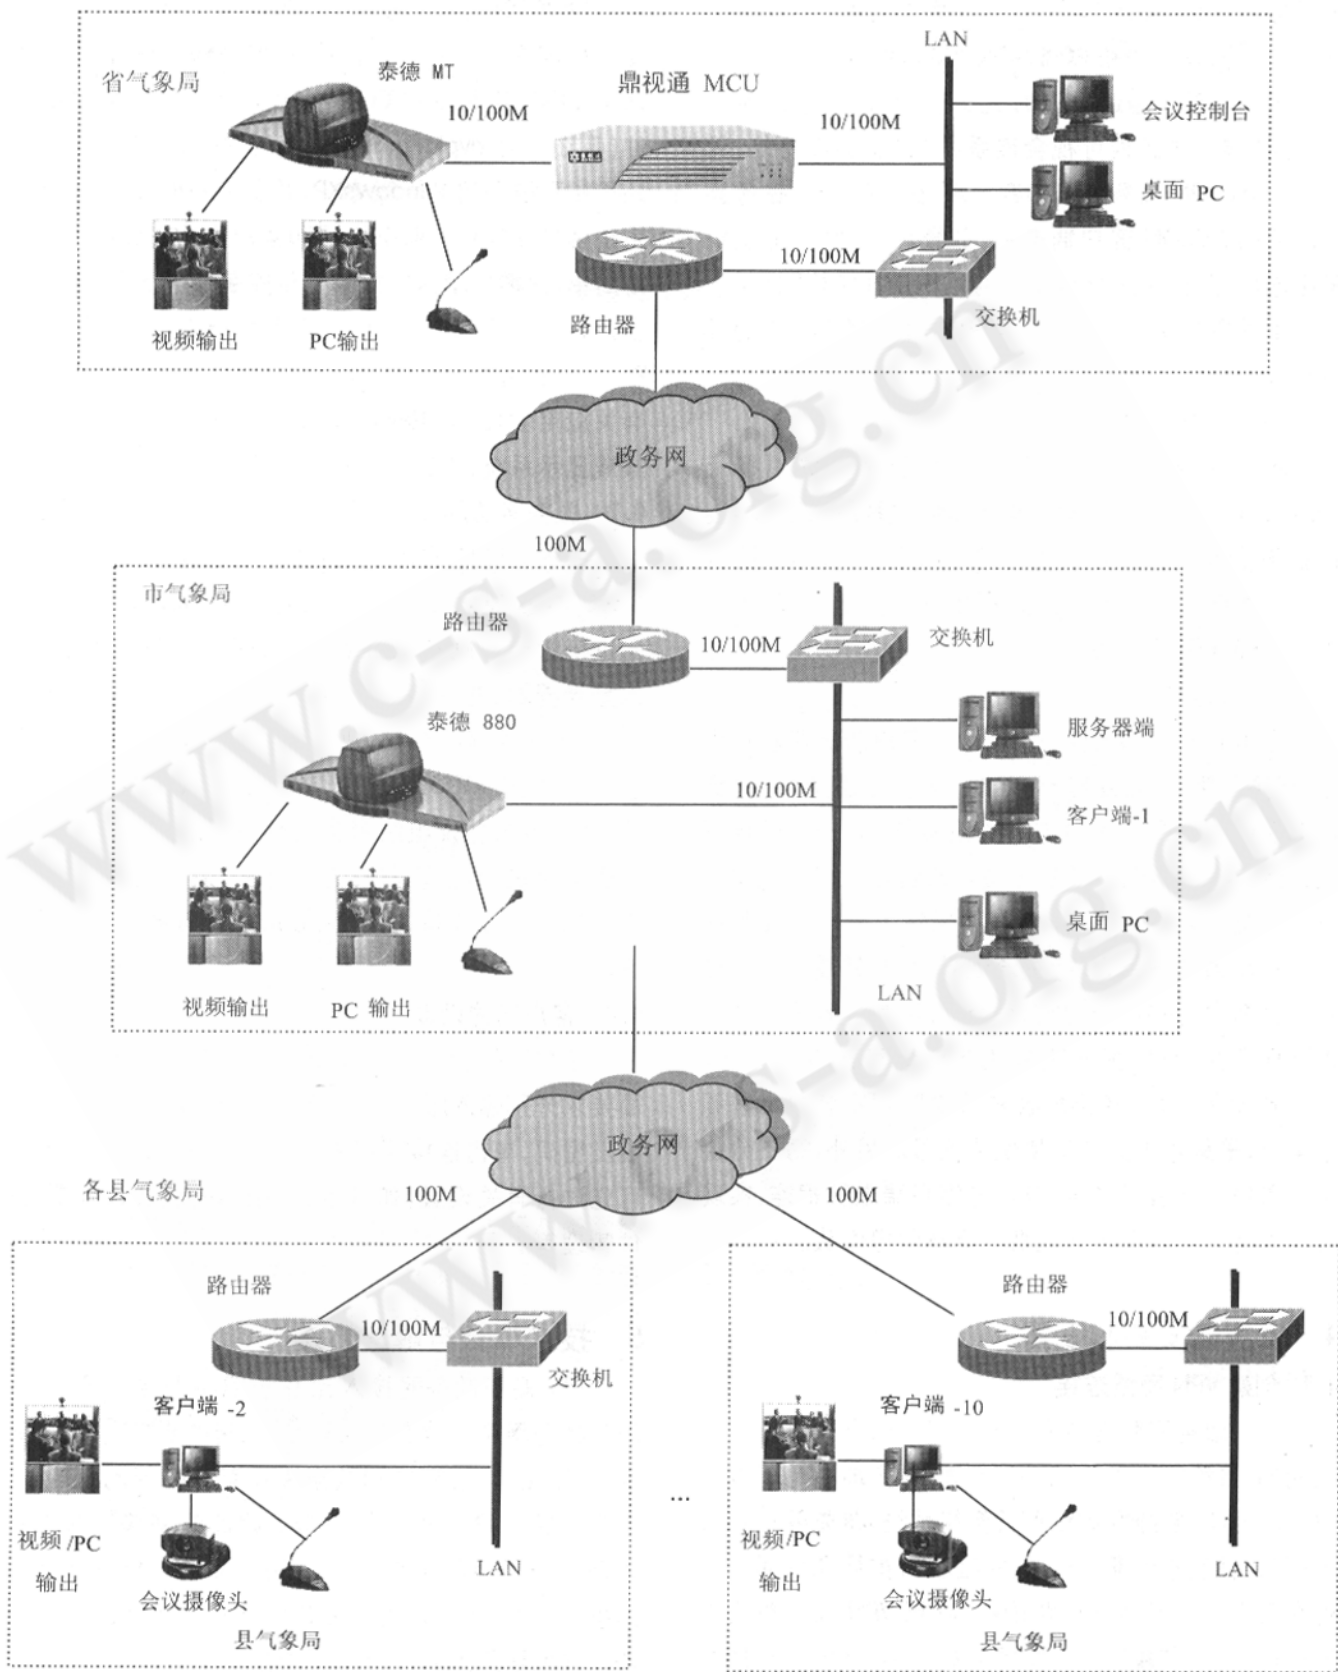 LAN
省气象局
泰德 MT
鼎视通 MCU
10/100M
10/100M
会议控制台
桌面 PC
10/100M
视频输出
PC输出
路由器
交换机
政务网
100M
市气象局
路由器
10/100M
交换机
泰德 880
服务器端
10/100M
客户端-1
桌面 PC
视频输出
PC 输出
LAN
政务网
各县气象局
100M
100M
路由器
10/100M
交换机
客户端 -2
视频 /PC
输出
会议摄像头
LAN
县气象局
...
路由器
10/100M
客户端 -10
视频/PC
输出
会议摄像头
LAN
县气象局
www.c-s-a.org.cn
www.c-s-a.org.cn